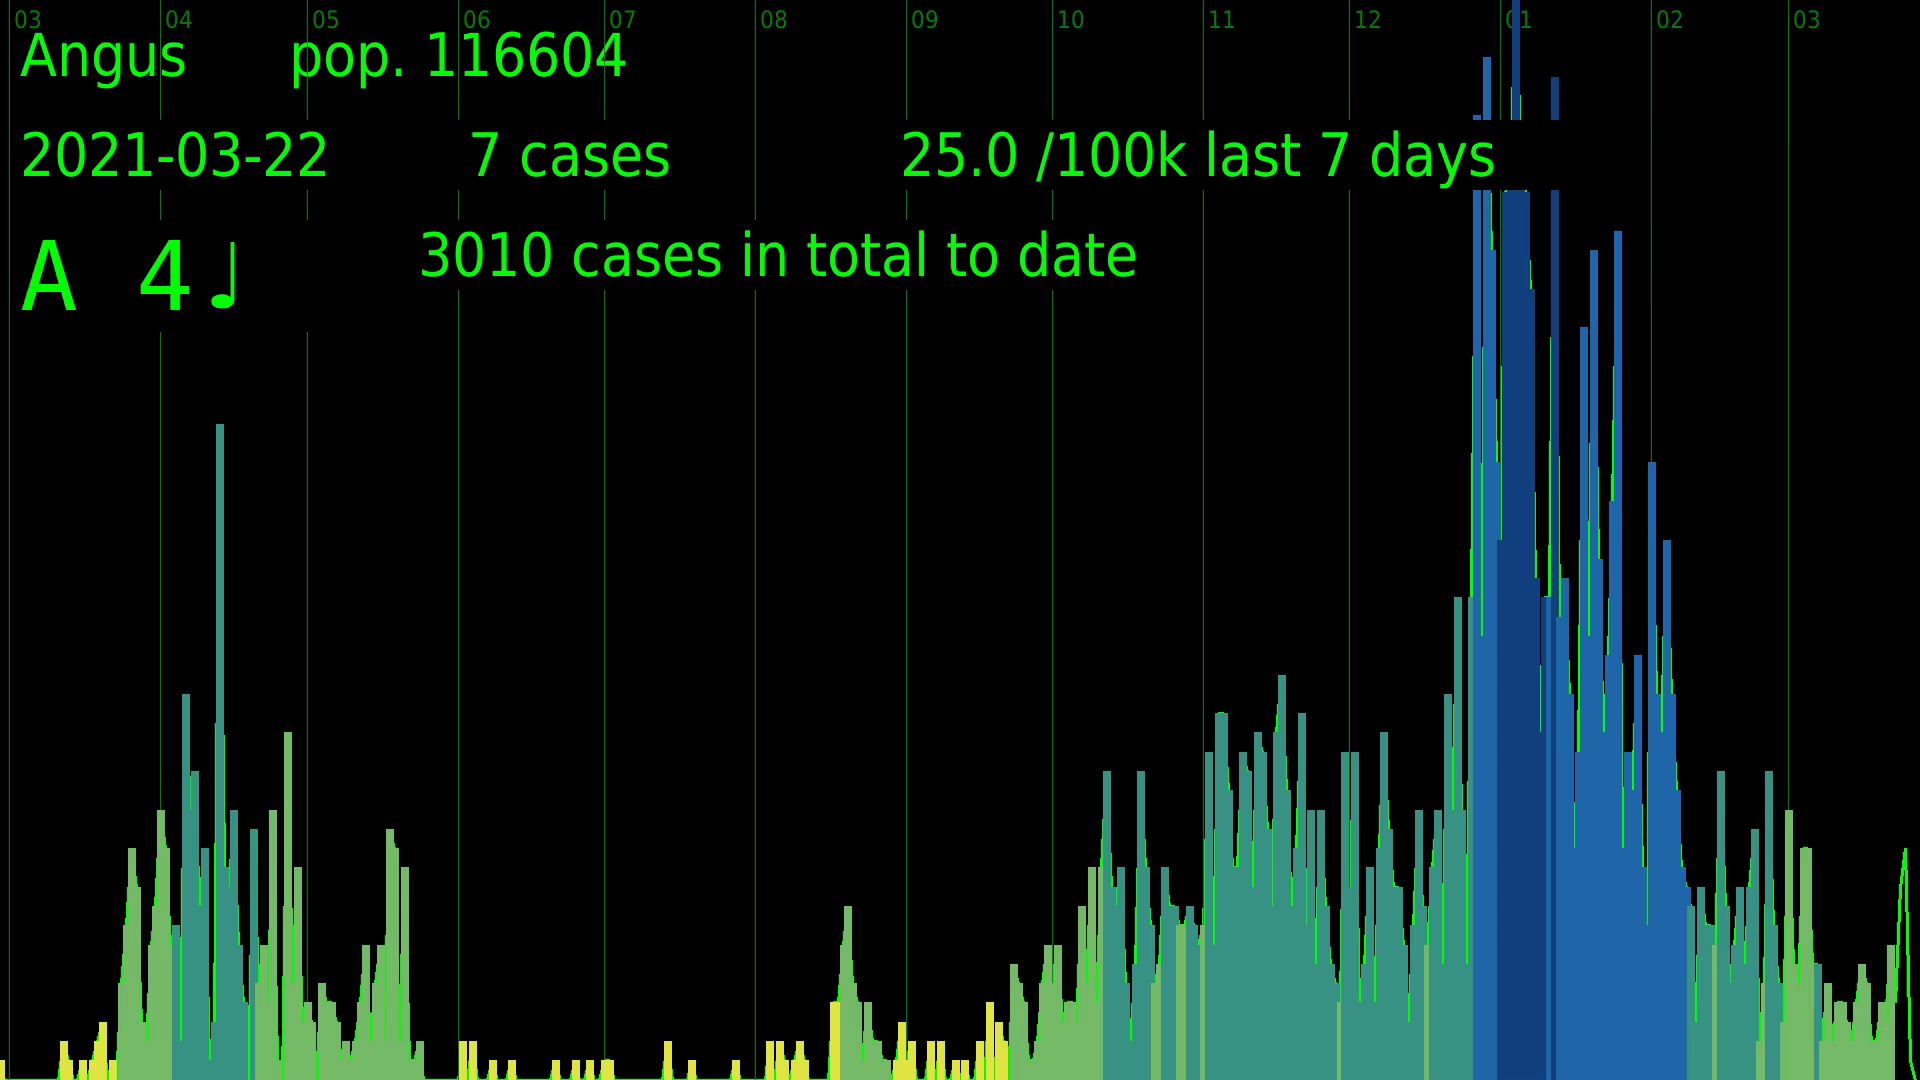 03 04 05 06 07 08 09 10 11 12 01 02 03
Angus pop. 116604
2021-03-22 7 cases 25.0 /100k last 7 days
A 4♩ 3010 cases in total to date